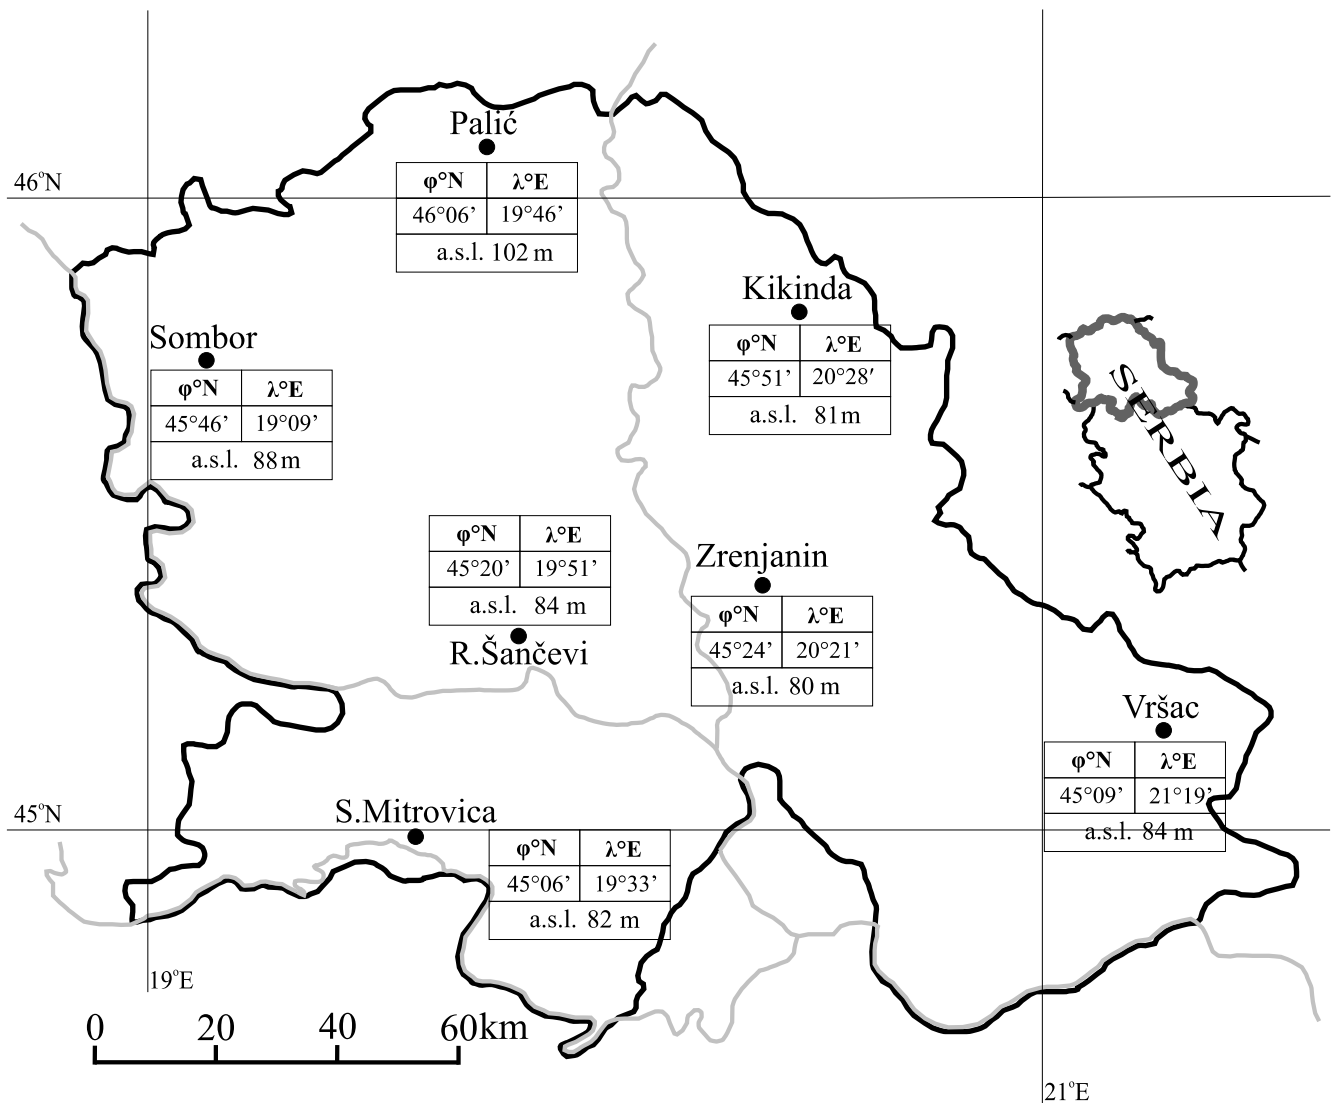 Palić
46°N
φ°N λ°E
46°06’ 19°46’
a.s.l. 102 m
Kikinda
φ°N λ°E
45°51’ 20°28′
a.s.l. 81m
Sombor
φ°N λ°E
45°46’ 19°09’
a.s.l. 88m
SERBIA
φ°N λ°E
45°20’ 19°51’
a.s.l. 84 m
R.Šančevi
Zrenjanin
φ°N λ°E
45°24’ 20°21’
a.s.l. 80 m
Vršac
φ°N λ°E
45°09’ 21°19’
a.s.l. 84 m
45°N
S.Mitrovica
φ°N λ°E
45°06’ 19°33’
a.s.l. 82 m
19°E
0 20 40 60km
21°E